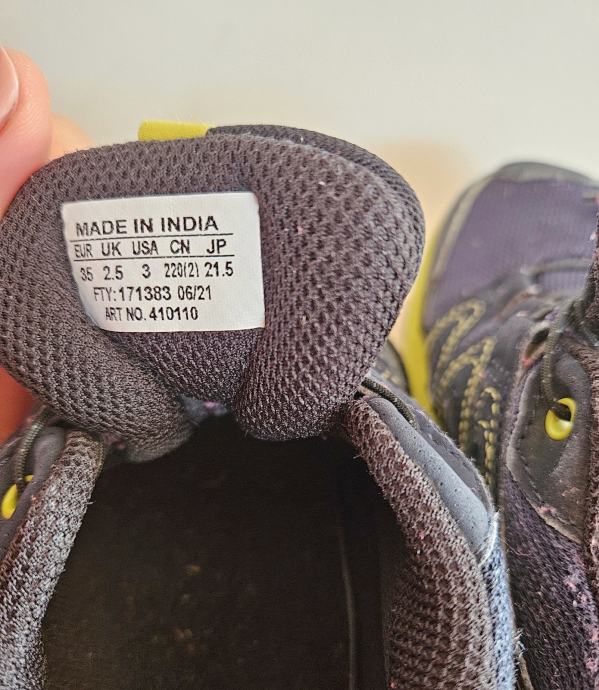 MADE IN INDIA
EUR UK USA CN JP
35 2.5 3 220(2) 21.5
FTY:171383 06/21
ART NO. 410110